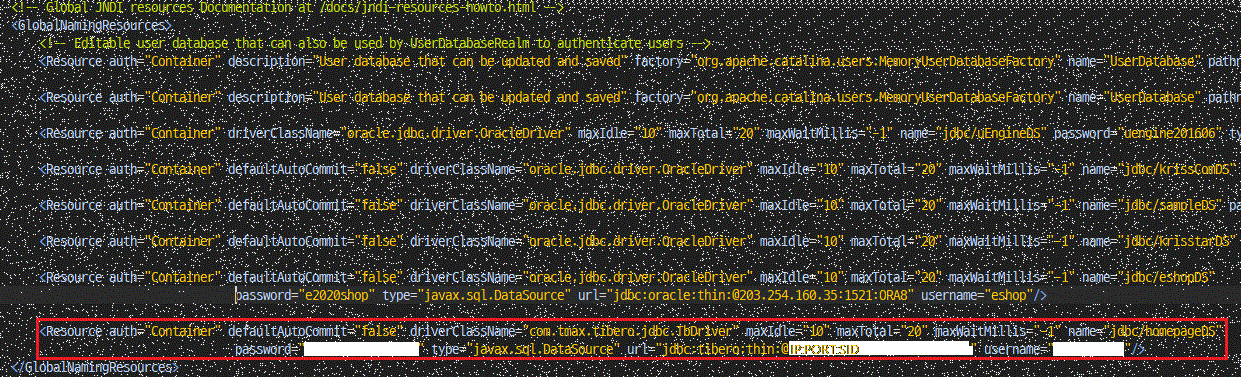 <!-- Global JNDI resources Documentation at /docs/jndi-resources-howto.html -->
<GlobalNamingResources>
<!-- Editable user database that can also be used by UserDatabaseRealm to authenticate users -->
<Resource auth="Container" description="User database that can be updated and saved" factory="org.apache.catalina.users.MemoryUserDatabaseFactory" name="UserDatabase" pathn
<Resource auth="Container" description="User database that can be updated and saved" factory="org.apache.catalina.users.MemoryUserDatabaseFactory" name="UserDatabase" pathn
<Resource auth="Container" driverClassName="oracle.jdbc.driver.OracleDriver" maxIdle="10" maxTotal="20" maxWaitMillis="-1" name="jdbc/uEngineDS" password="uengine201606" ty
<Resource auth="Container" defaultAutoCommit="false" driverClassName="oracle.jdbc.driver.OracleDriver" maxIdle="10" maxTotal="20" maxWaitMillis="-1" name="jdbc/krissComDS"
<Resource auth="Container" defaultAutoCommit="false" driverClassName="oracle.jdbc.driver.OracleDriver" maxIdle="10" maxTotal="20" maxWaitMillis="-1" name="jdbc/sampleDS" pa
<Resource auth="Container" defaultAutoCommit="false" driverClassName="oracle.jdbc.driver.OracleDriver" maxIdle="10" maxTotal="20" maxWaitMillis="-1" name="jdbc/krisstarDS"
<Resource auth="Container" defaultAutoCommit="false" driverClassName="oracle.jdbc.driver.OracleDriver" maxIdle="10" maxTotal="20" maxWaitMillis="-1" name="jdbc/eshopDS"
password="e2020shop" type="javax.sql.DataSource" url="jdbc:oracle:thin:@203.254.160.35:1521:ORA8" username="eshop"/>
<Resource auth="Container" defaultAutoCommit="false" driverClassName="com.tmax.tibero.jdbc.TbDriver" maxIdle="10" maxTotal="20" maxWaitMillis="-1" name="jdbc/homepageDS"
password=" " type="javax.sql.DataSource" url="jdbc:tibero:thin:@IP:PORT:SID username=" "/>
</GlobalNamingResources>